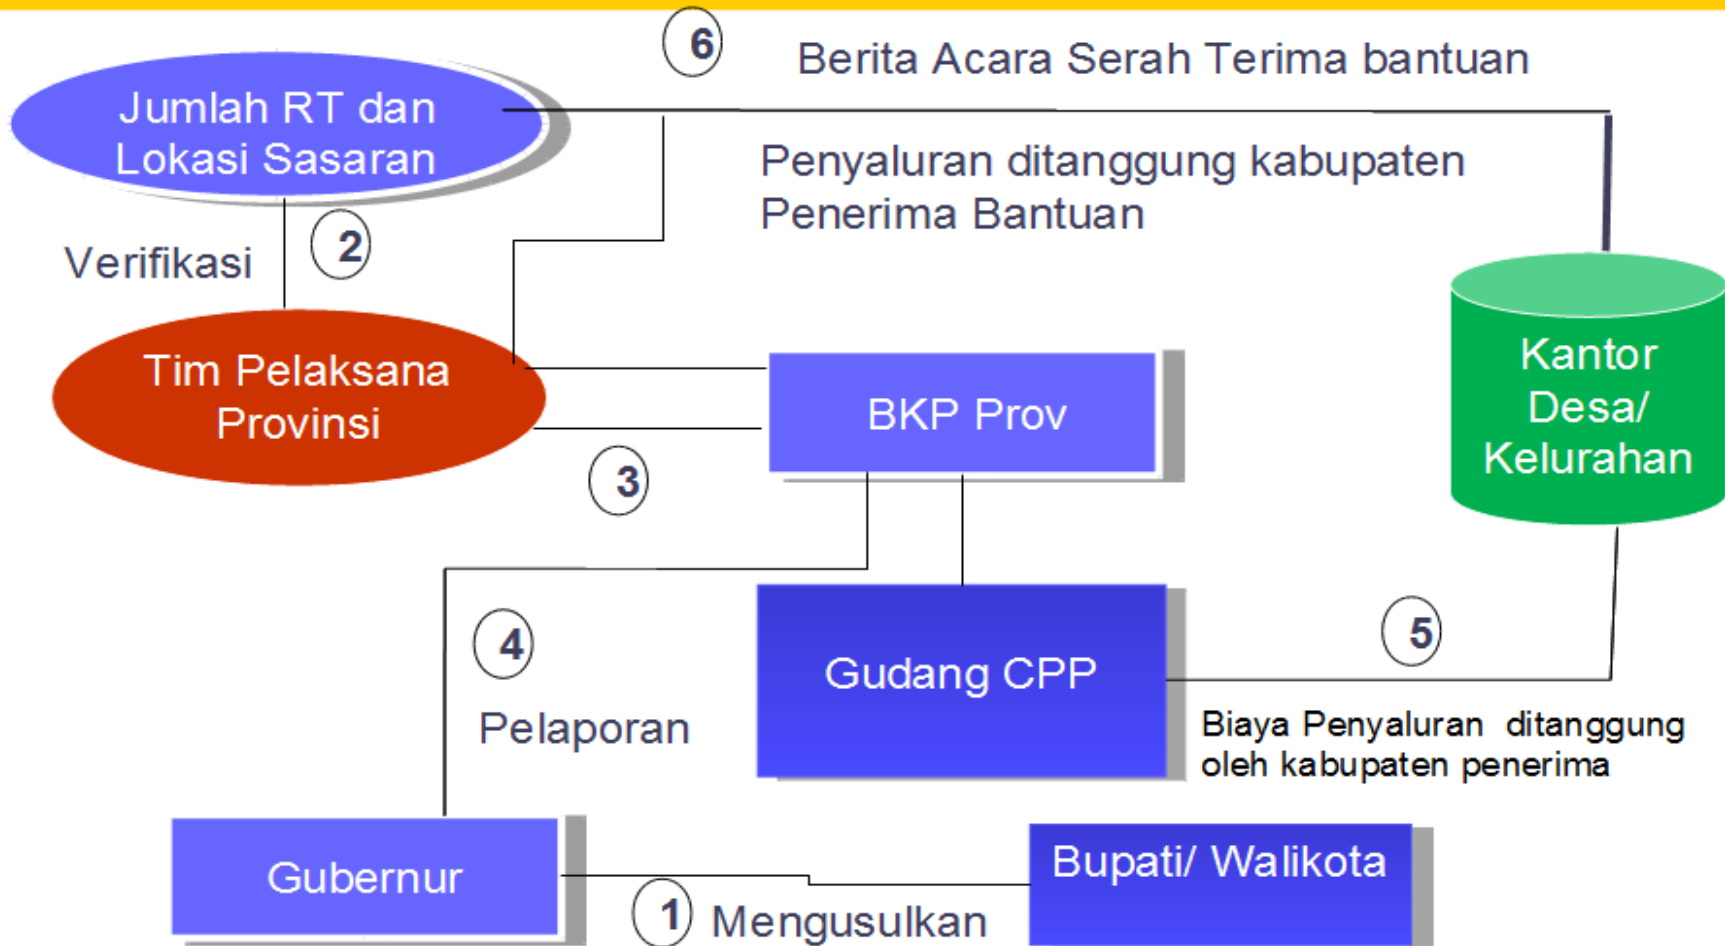 6
Berita Acara Serah Terima bantuan
Jumlah RT dan
Lokasi Sasaran
Penyaluran ditanggung kabupaten
Penerima Bantuan
2
Verifikasi
Tim Pelaksana
Provinsi
BKP Prov
Kantor
Desa/
Kelurahan
3
4
Pelaporan
Gudang CPP
5
Biaya Penyaluran ditanggung
oleh kabupaten penerima
Gubernur
1 Mengusulkan
Bupati/ Walikota